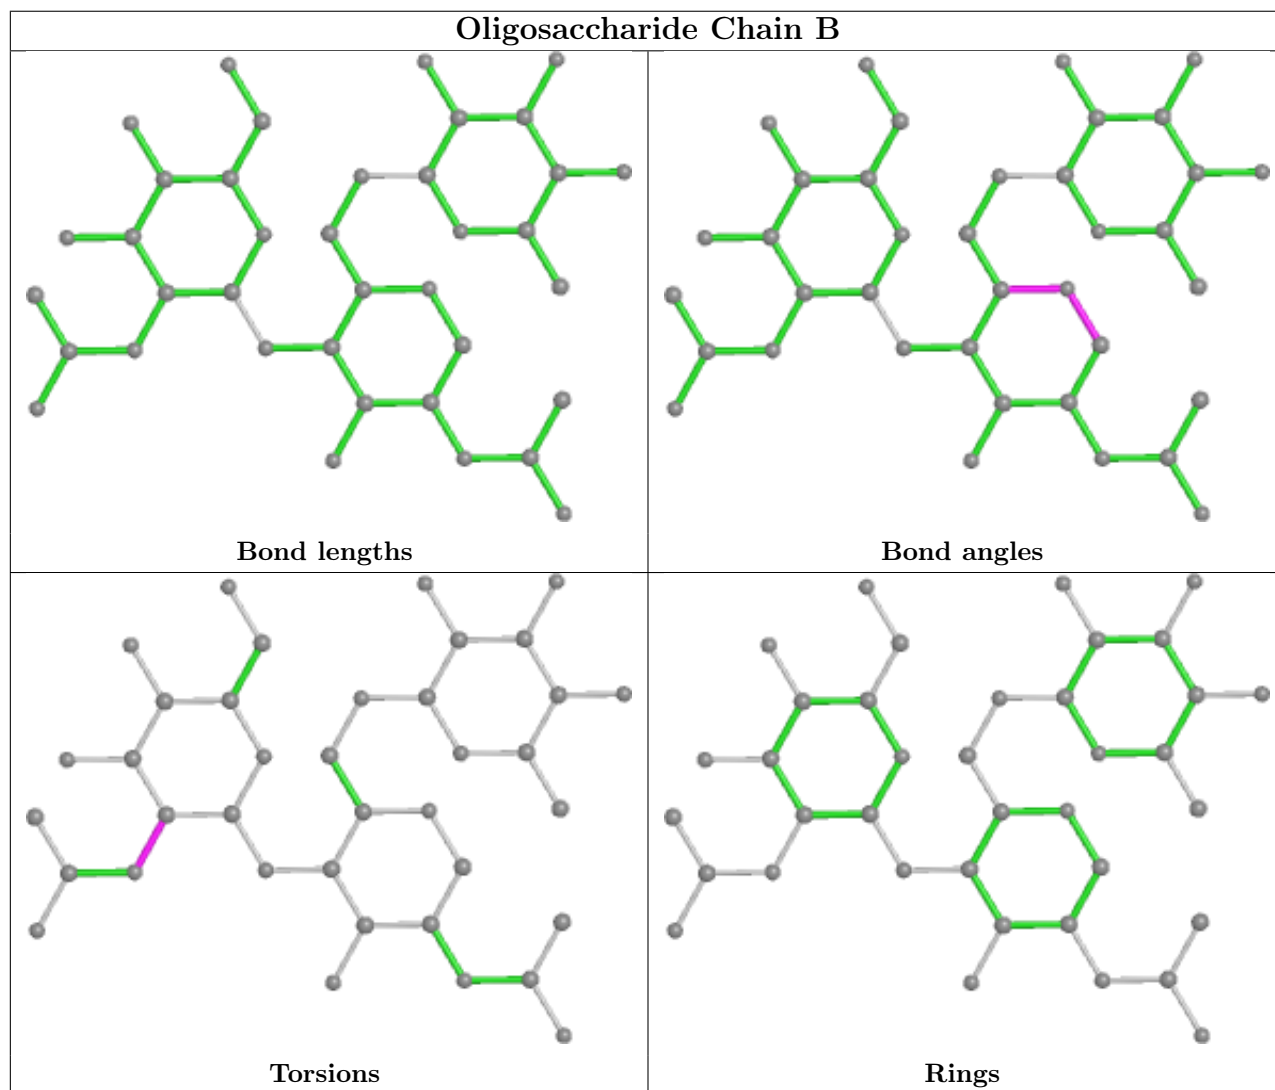 Oligosaccharide Chain B
Bond lengths
Bond angles
Torsions
Rings